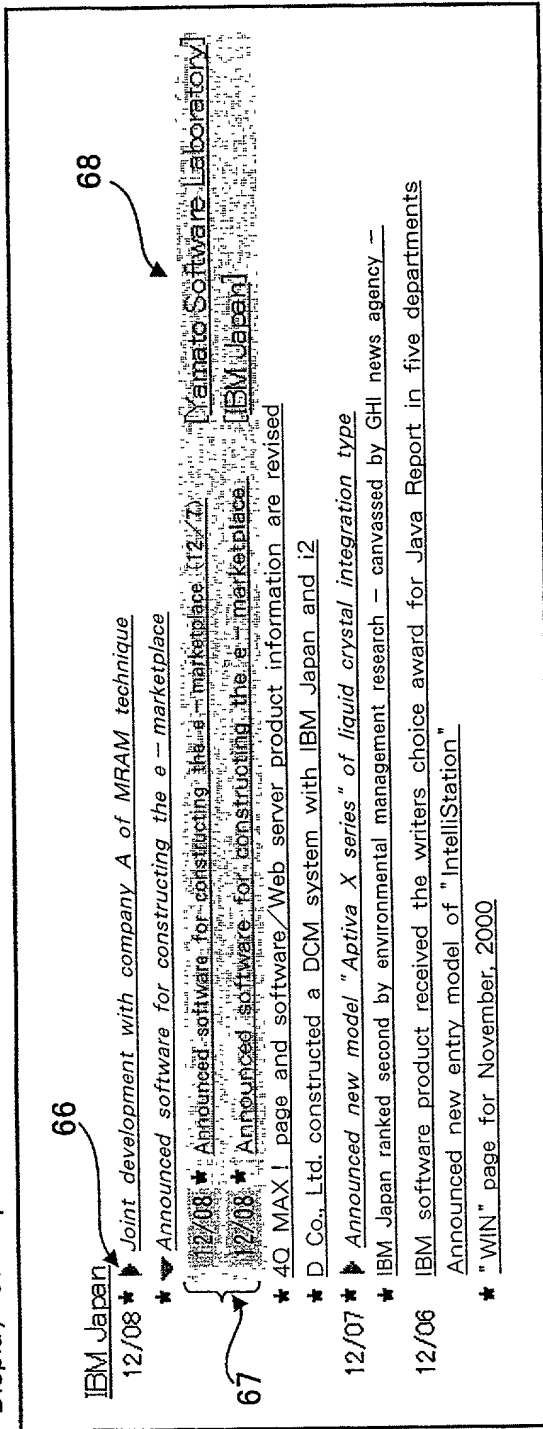 Display of
66
68
IBM Japan
12/08 ★ ▶ Joint development with company A of MRAM technique
★ ▼ Announced software for constructing the e − marketplace
12/08 ★ Announced software for constructing the e − marketplace (12／7) [Yamato Software Laboratory]
12/08 ★ Announced software for constructing the e − marketplace [IBM Japan]
67
★ 4Q MAX ! page and software／Web server product information are revised
★ D Co., Ltd. constructed a DCM system with IBM Japan and i2
12/07 ★ ▶ Announced new model "Aptiva X series" of liquid crystal integration type
★ IBM Japan ranked second by environmental management research − canvassed by GHI news agency −
12/06 IBM software product received the writers choice award for Java Report in five departments
Announced new entry model of "IntelliStation"
★ "WIN" page for November, 2000